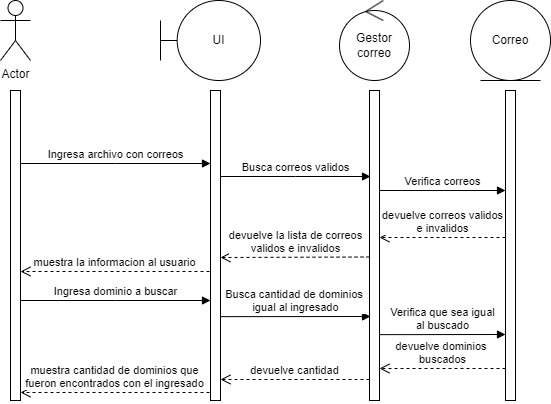 Actor
UI
Gestor
correo
Correo
Ingresa archivo con correos
Busca correos validos
Verifica correos
devuelve correos validos
e invalidos
devuelve la lista de correos
validos e invalidos
muestra la informacion al usuario
Ingresa dominio a buscar
Busca cantidad de dominios
igual al ingresado
Verifica que sea igual
al buscado
devuelve dominios
buscados
devuelve cantidad
muestra cantidad de dominios que
fueron encontrados con el ingresado